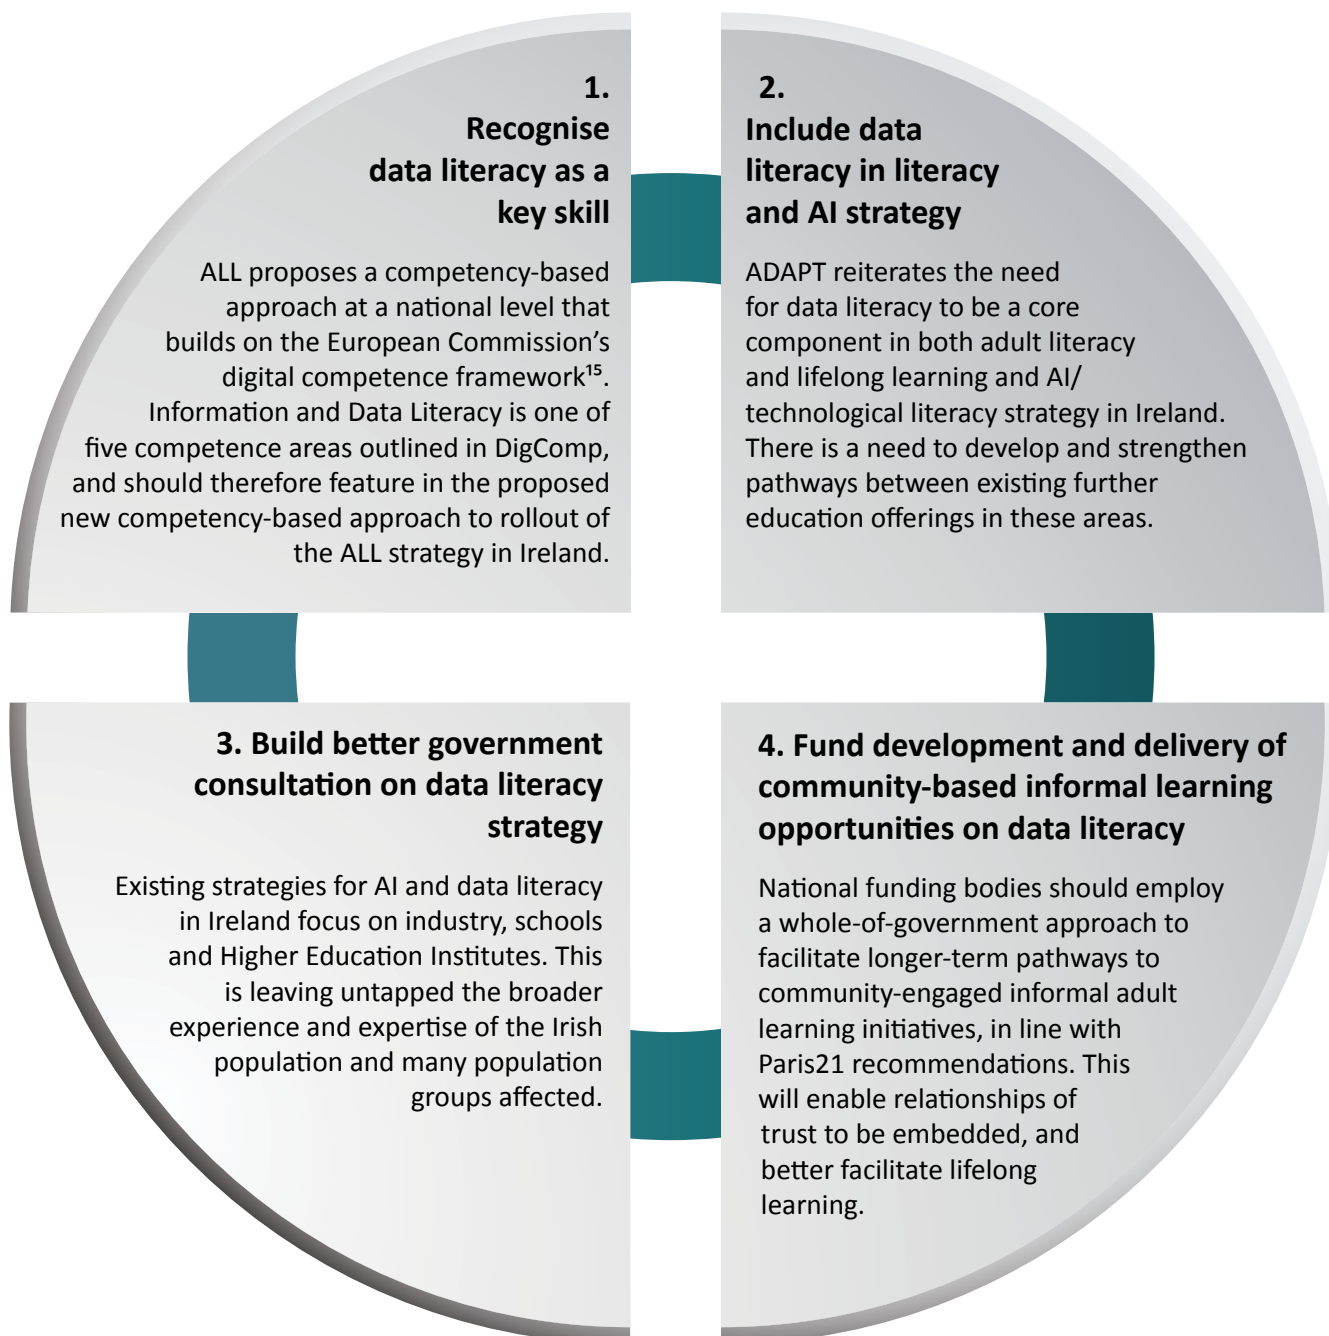 1.
Recognise
data literacy as a
key skill
ALL proposes a competency-based
approach at a national level that
builds on the European Commission’s
digital competence framework¹⁵.
Information and Data Literacy is one of
five competence areas outlined in DigComp,
and should therefore feature in the proposed
new competency-based approach to rollout of
the ALL strategy in Ireland.
2.
Include data
literacy in literacy
and AI strategy
ADAPT reiterates the need
for data literacy to be a core
component in both adult literacy
and lifelong learning and AI/
technological literacy strategy in Ireland.
There is a need to develop and strengthen
pathways between existing further
education offerings in these areas.
3. Build better government
consultation on data literacy
strategy
Existing strategies for AI and data literacy
in Ireland focus on industry, schools
and Higher Education Institutes. This
is leaving untapped the broader
experience and expertise of the Irish
population and many population
groups affected.
4. Fund development and delivery of
community-based informal learning
opportunities on data literacy
National funding bodies should employ
a whole-of-government approach to
facilitate longer-term pathways to
community-engaged informal adult
learning initiatives, in line with
Paris21 recommendations. This
will enable relationships of
trust to be embedded, and
better facilitate lifelong
learning.